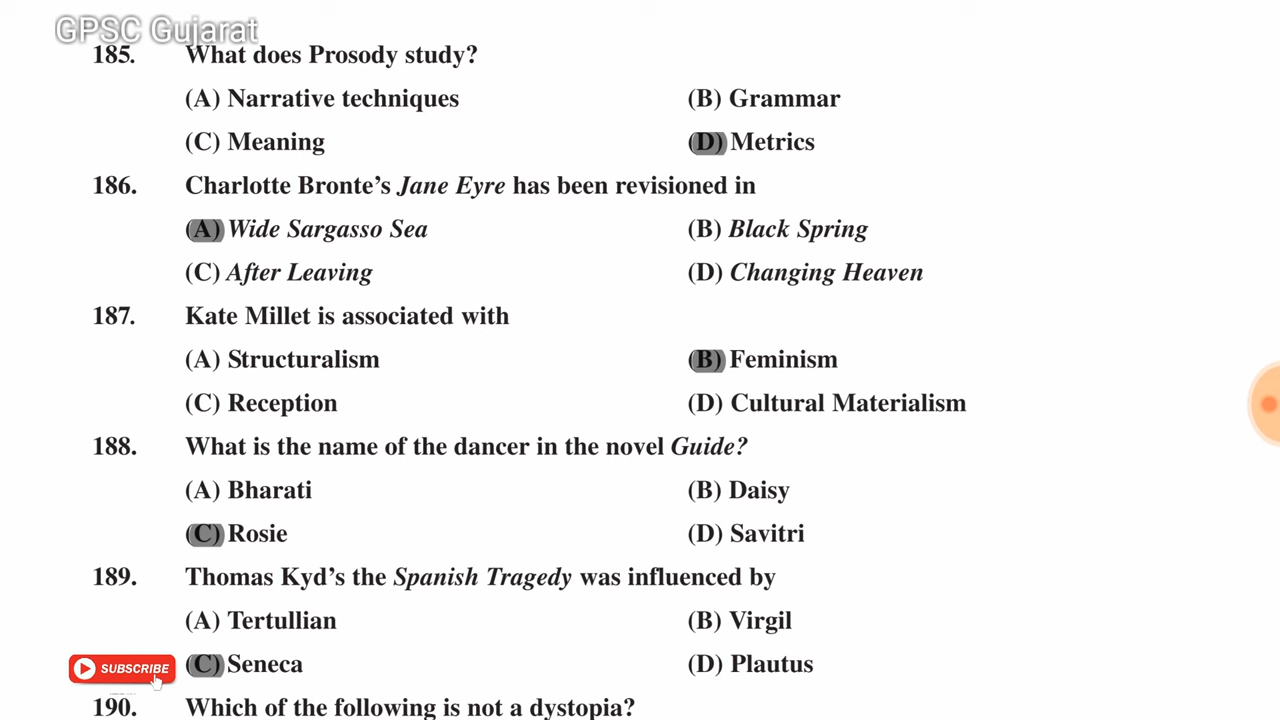 GPSC Gujarat
185. What does Prosody study?
(A) Narrative techniques (B) Grammar
(C) Meaning (D) Metrics
186. Charlotte Bronte's Jane Eyre has been revisioned in
(A) Wide Sargasso Sea (B) Black Spring
(C) After Leaving (D) Changing Heaven
187. Kate Millet is associated with
(A) Structuralism (B) Feminism
(C) Reception (D) Cultural Materialism
188. What is the name of the dancer in the novel Guide?
(A) Bharati (B) Daisy
(C) Rosie (D) Savitri
189. Thomas Kyd's the Spanish Tragedy was influenced by
(A) Tertullian (B) Virgil
SUBSCRIBE (C) Seneca (D) Plautus
190. Which of the following is not a dystopia?